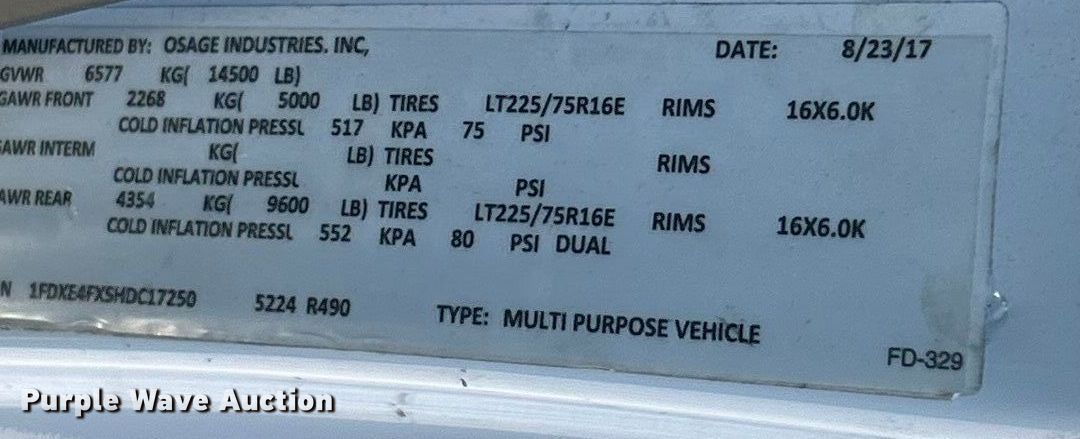 MANUFACTURED BY: OSAGE INDUSTRIES. INC, DATE: 8/23/17
GVWR 6577 KG( 14500 LB)
GAWR FRONT 2268 KG( 5000 LB) TIRES LT225/75R16E RIMS 16X6.0K
COLD INFLATION PRESSL 517 KPA 75 PSI
GAWR INTERM KG( LB) TIRES RIMS
COLD INFLATION PRESSL KPA PSI
AWR REAR 4354 KG( 9600 LB) TIRES LT225/75R16E RIMS 16X6.0K
COLD INFLATION PRESSL 552 KPA 80 PSI DUAL
N 1FDXE4FXSHDC17250 5224 R490 TYPE: MULTI PURPOSE VEHICLE
FD-329
Purple Wave Auction